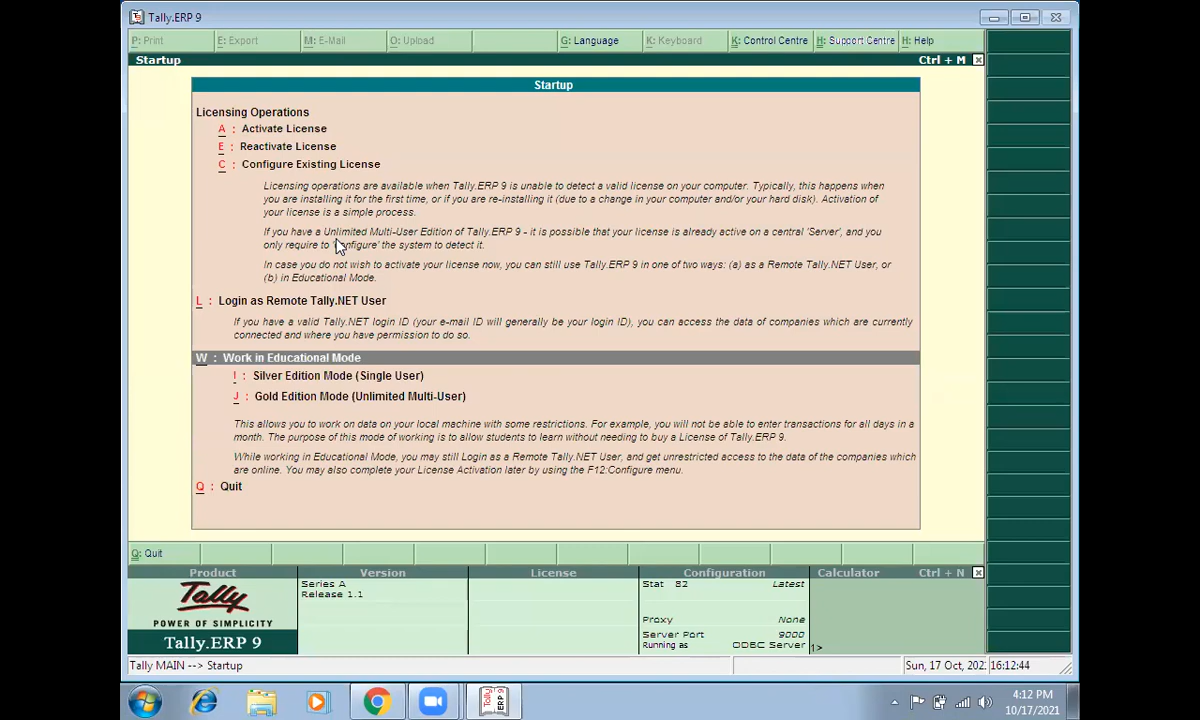 Tally.ERP 9
P: Print
E: Export
M: E-Mail
O: Upload
G: Language
K: Keyboard
K: Control Centre
H: Support Centre
H: Help
Startup
Ctrl + M
Startup
Licensing Operations
A : Activate License
E : Reactivate License
C : Configure Existing License
Licensing operations are available when Tally.ERP 9 is unable to detect a valid license on your computer. Typically, this happens when
you are installing it for the first time, or if you are re-installing it (due to a change in your computer and/or your hard disk). Activation of
your license is a simple process.
If you have a Unlimited Multi-User Edition of Tally.ERP 9 - it is possible that your license is already active on a central 'Server', and you
only require to 'Configure' the system to detect it.
In case you do not wish to activate your license now, you can still use Tally.ERP 9 in one of two ways: (a) as a Remote Tally.NET User, or
(b) in Educational Mode.
L : Login as Remote Tally.NET User
If you have a valid Tally.NET login ID (your e-mail ID will generally be your login ID), you can access the data of companies which are currently
connected and where you have permission to do so.
W : Work in Educational Mode
I : Silver Edition Mode (Single User)
J : Gold Edition Mode (Unlimited Multi-User)
This allows you to work on data on your local machine with some restrictions. For example, you will not be able to enter transactions for all days in a
month. The purpose of this mode of working is to allow students to learn without needing to buy a License of Tally.ERP 9.
While working in Educational Mode, you may still Login as a Remote Tally.NET User, and get unrestricted access to the data of the companies which
are online. You may also complete your License Activation later by using the F12:Configure menu.
Q : Quit
Q: Quit
Product
Version
License
Configuration
Calculator
Ctrl + N
Tally
POWER OF SIMPLICITY
Tally.ERP 9
Series A
Release 1.1
Stat 82 Latest
Proxy None
Server Port 9000
Running as ODBC Server
1>
Tally MAIN --> Startup
Sun, 17 Oct, 202
16:12:44
Tally
ERP 9
4:12 PM
10/17/2021